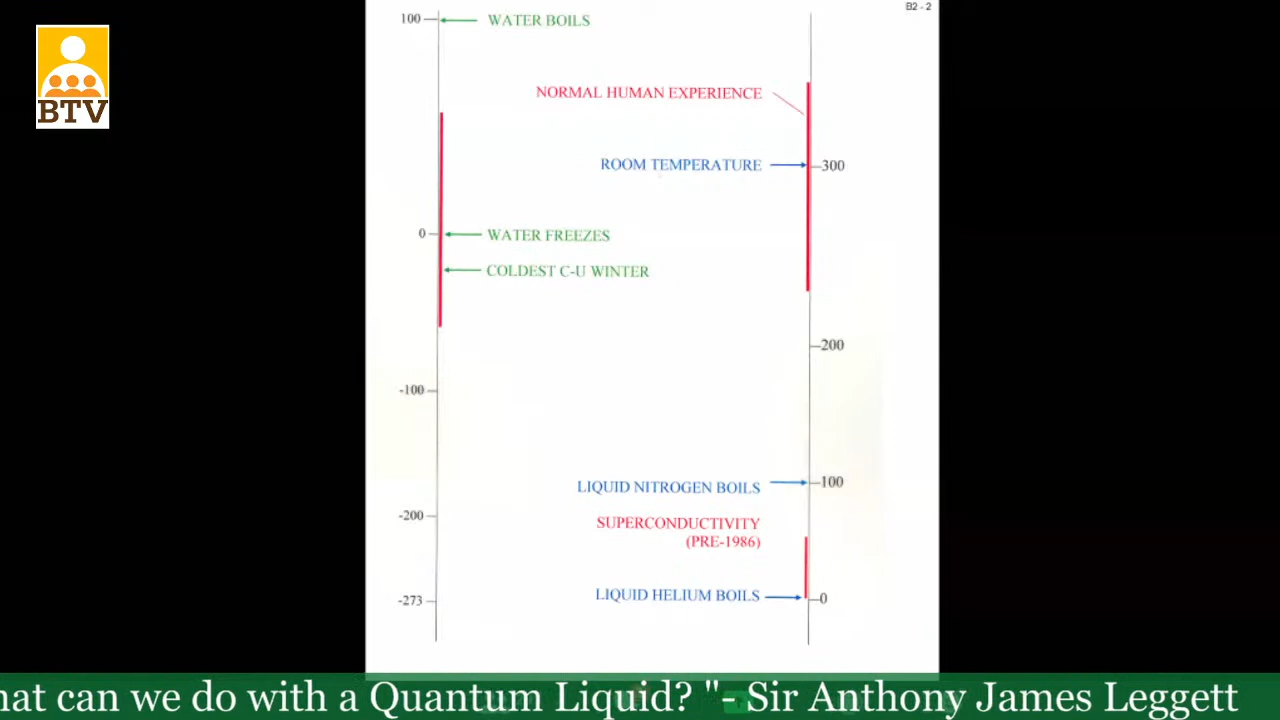 B2 - 2
100
WATER BOILS
BTV
NORMAL HUMAN EXPERIENCE
ROOM TEMPERATURE
300
0
WATER FREEZES
COLDEST C-U WINTER
200
-100
LIQUID NITROGEN BOILS
100
-200
SUPERCONDUCTIVITY
(PRE-1986)
-273
LIQUID HELIUM BOILS
0
hat can we do with a Quantum Liquid? "- Sir Anthony James Leggett